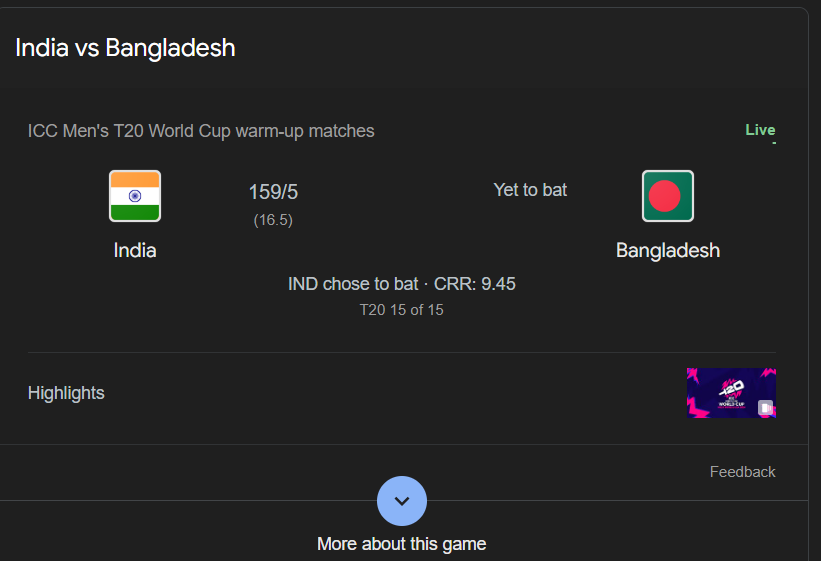 India vs Bangladesh
ICC Men's T20 World Cup warm-up matches
Live
159/5
Yet to bat
(16.5)
India
Bangladesh
IND chose to bat · CRR: 9.45
T20 15 of 15
Highlights
T20
WORLD CUP
Feedback
More about this game